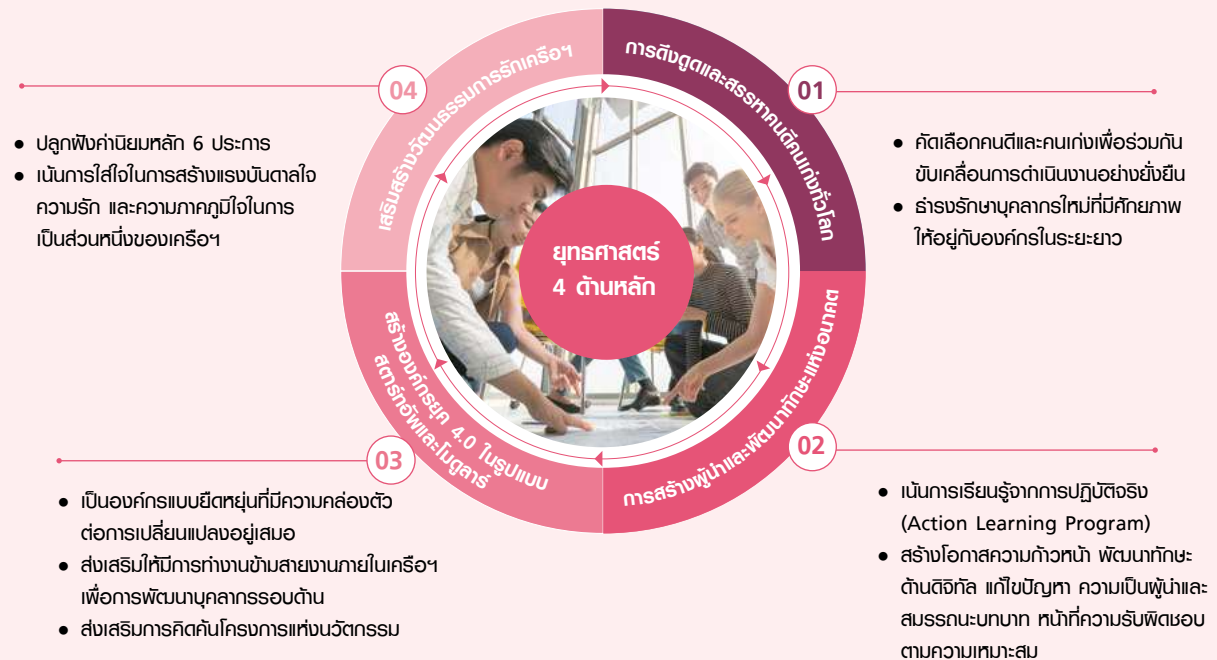 ยุทธศาสตร์
4 ด้านหลัก
01
การดึงดูดและสรรหาคนดีคนเก่งทั่วโลก
● คัดเลือกคนดีและคนเก่งเพื่อร่วมกัน
ขับเคลื่อนการดำเนินงานอย่างยั่งยืน
● ธำรงรักษาบุคลากรใหม่ที่มีศักยภาพ
ให้อยู่กับองค์กรในระยะยาว
02
การสร้างผู้นำและพัฒนาทักษะแห่งอนาคต
● เน้นการเรียนรู้จากการปฏิบัติจริง
(Action Learning Program)
● สร้างโอกาสความก้าวหน้า พัฒนาทักษะ
ด้านดิจิทัล แก้ไขปัญหา ความเป็นผู้นำและ
สมรรถนะบทบาท หน้าที่ความรับผิดชอบ
ตามความเหมาะสม
03
สร้างองค์กรยุค 4.0 ในรูปแบบ
สตาร์ทอัพและโมดูลาร์
● เป็นองค์กรแบบยืดหยุ่นที่มีความคล่องตัว
ต่อการเปลี่ยนแปลงอยู่เสมอ
● ส่งเสริมให้มีการทำงานข้ามสายงานภายในเครือฯ
เพื่อการพัฒนาบุคลากรรอบด้าน
● ส่งเสริมการคิดค้นโครงการแห่งนวัตกรรม
04
เสริมสร้างวัฒนธรรมการรักเครือฯ
● ปลูกฝังค่านิยมหลัก 6 ประการ
● เน้นการใส่ใจในการสร้างแรงบันดาลใจ
ความรัก และความภาคภูมิใจในการ
เป็นส่วนหนึ่งของเครือฯ